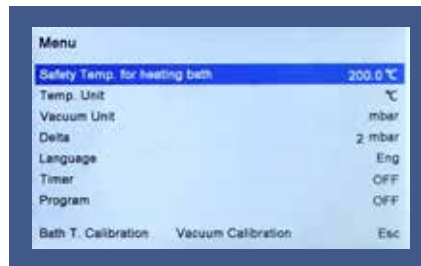 Menu
Safety Temp. for heating bath 200.0 ℃
Temp. Unit ℃
Vacuum Unit mbar
Delta 2 mbar
Language Eng
Timer OFF
Program OFF
Bath T. Calibration Vacuum Calibration Esc